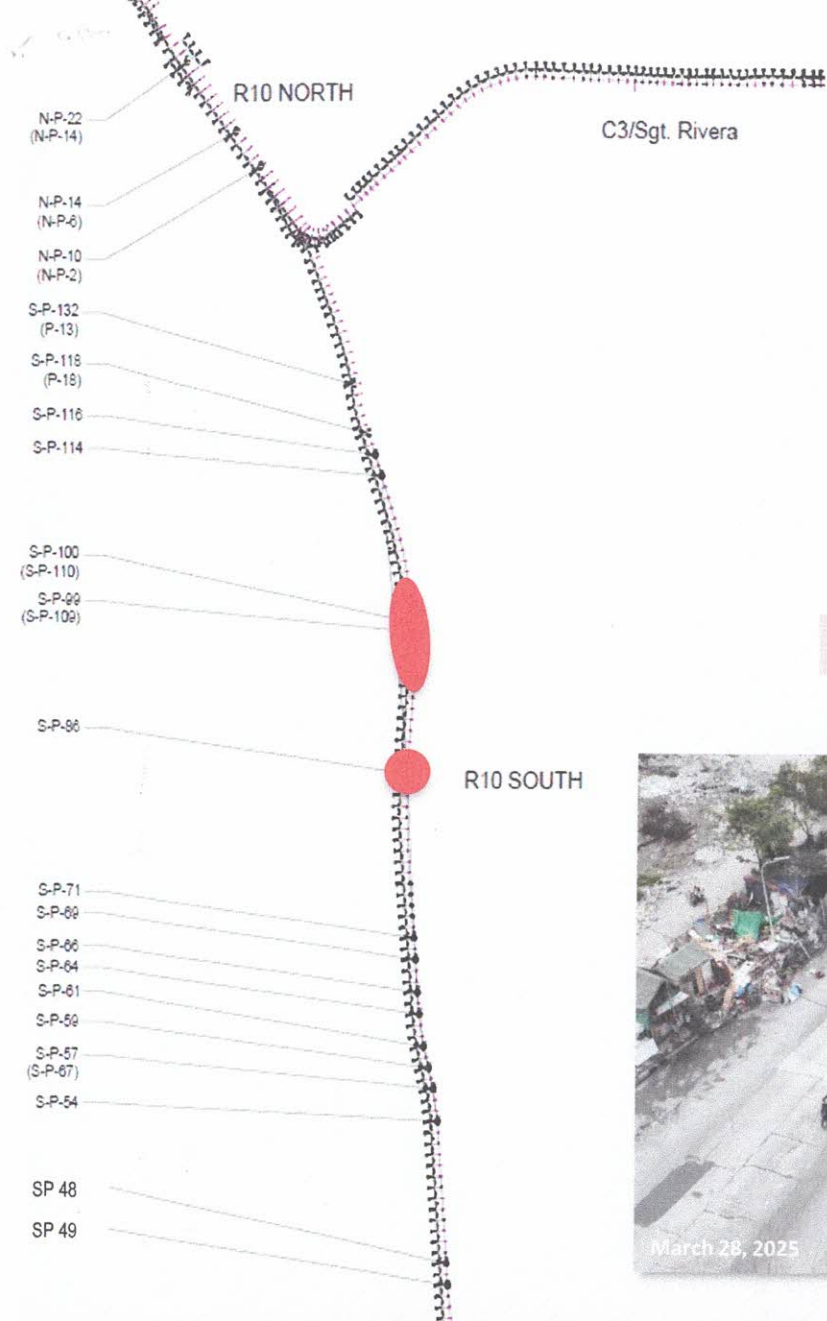 R10 NORTH
C3/Sgt. Rivera
N-P-22
(N-P-14)
N-P-14
(N-P-6)
N-P-10
(N-P-2)
S-P-132
(P-13)
S-P-118
(P-18)
S-P-116
S-P-114
S-P-100
(S-P-110)
S-P-99
(S-P-109)
S-P-86
R10 SOUTH
S-P-71
S-P-69
S-P-66
S-P-64
S-P-61
S-P-59
S-P-57
(S-P-67)
S-P-54
SP 48
SP 49
March 28, 2025